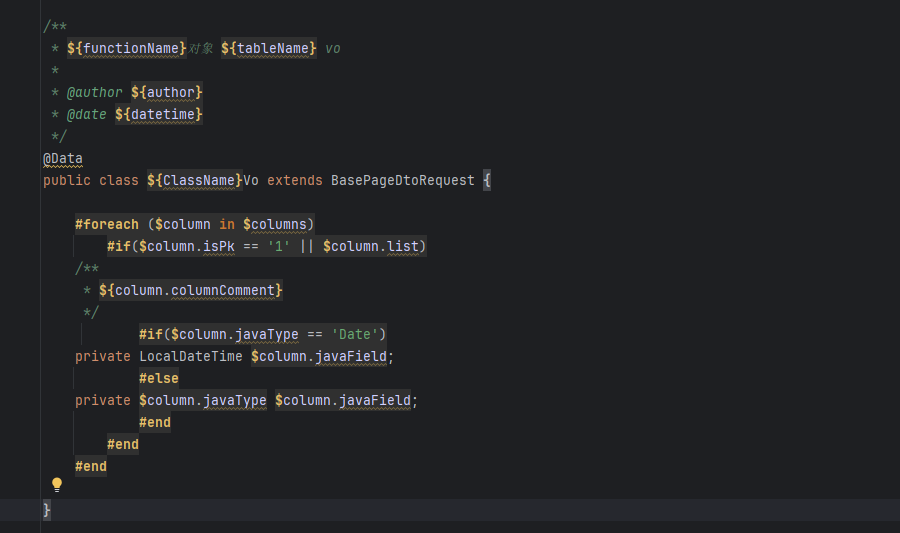 /**
 * ${functionName}对象 ${tableName} vo
 *
 * @author ${author}
 * @date ${datetime}
 */
@Data
public class ${ClassName}Vo extends BasePageDtoRequest {
    #foreach ($column in $columns)
        #if($column.isPk == '1' || $column.list)
    /**
     * ${column.columnComment}
     */
            #if($column.javaType == 'Date')
    private LocalDateTime $column.javaField;
            #else
    private $column.javaType $column.javaField;
            #end
        #end
    #end
}